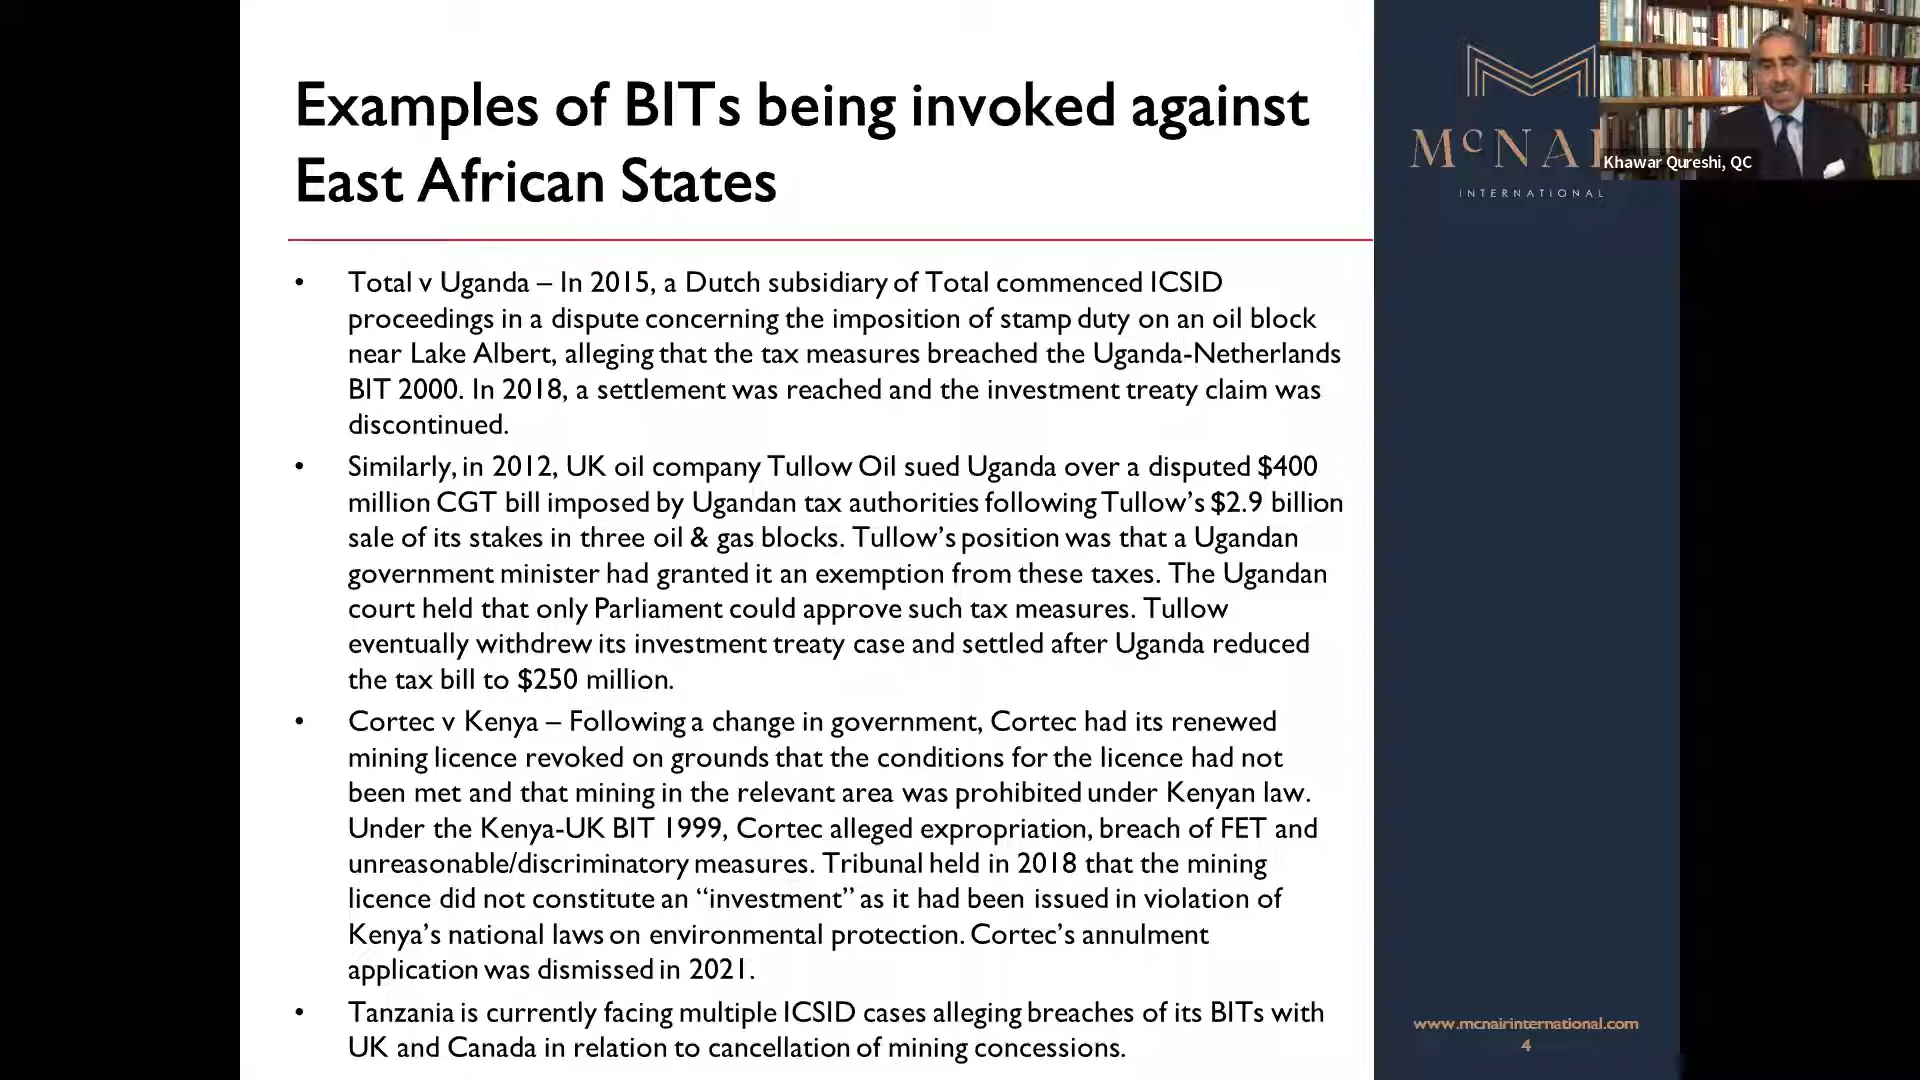 Examples of BITs being invoked against
East African States
• Total v Uganda – In 2015, a Dutch subsidiary of Total commenced ICSID
proceedings in a dispute concerning the imposition of stamp duty on an oil block
near Lake Albert, alleging that the tax measures breached the Uganda-Netherlands
BIT 2000. In 2018, a settlement was reached and the investment treaty claim was
discontinued.
• Similarly, in 2012, UK oil company Tullow Oil sued Uganda over a disputed $400
million CGT bill imposed by Ugandan tax authorities following Tullow’s $2.9 billion
sale of its stakes in three oil & gas blocks. Tullow’s position was that a Ugandan
government minister had granted it an exemption from these taxes. The Ugandan
court held that only Parliament could approve such tax measures. Tullow
eventually withdrew its investment treaty case and settled after Uganda reduced
the tax bill to $250 million.
• Cortec v Kenya – Following a change in government, Cortec had its renewed
mining licence revoked on grounds that the conditions for the licence had not
been met and that mining in the relevant area was prohibited under Kenyan law.
Under the Kenya-UK BIT 1999, Cortec alleged expropriation, breach of FET and
unreasonable/discriminatory measures. Tribunal held in 2018 that the mining
licence did not constitute an “investment” as it had been issued in violation of
Kenya’s national laws on environmental protection. Cortec’s annulment
application was dismissed in 2021.
• Tanzania is currently facing multiple ICSID cases alleging breaches of its BITs with
UK and Canada in relation to cancellation of mining concessions.
McNAI
INTERNATIONAL
Khawar Qureshi, QC
www.mcnairinternational.com
4